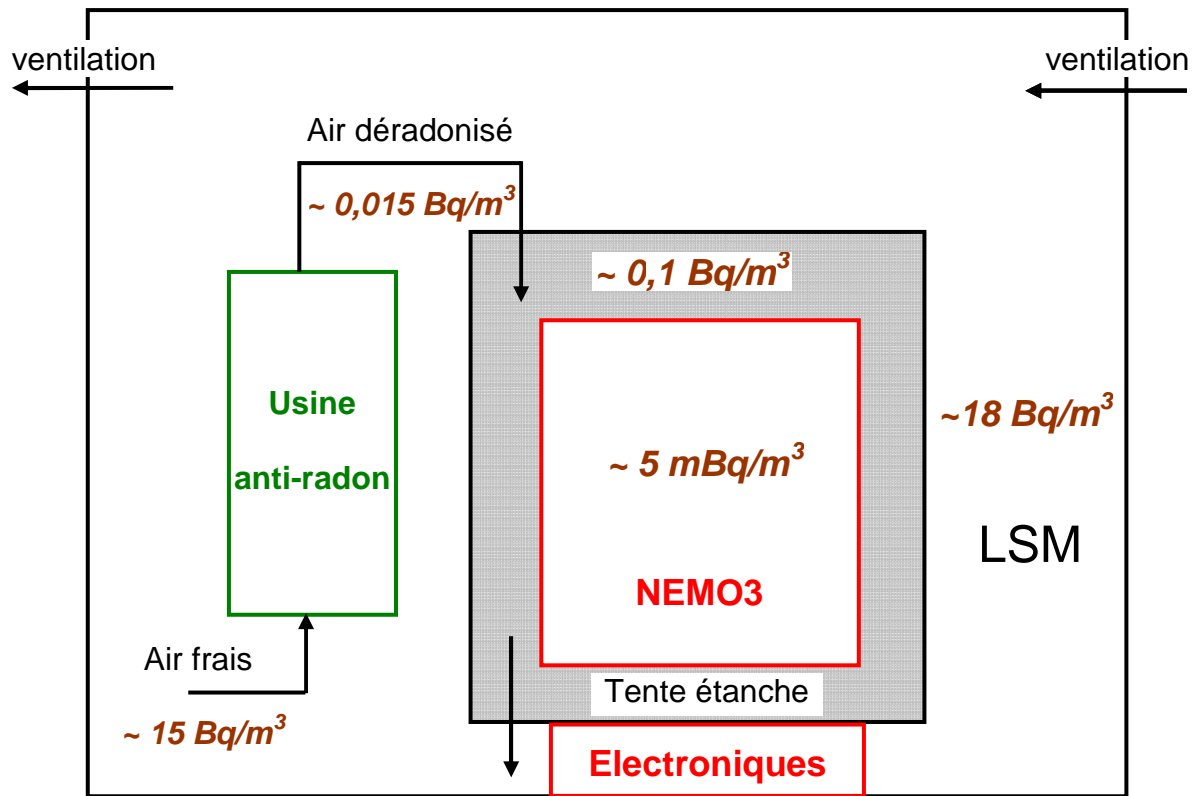 ventilation
ventilation
Air déradonisé
~ 0,015 Bq/m³
~ 0,1 Bq/m³
Usine
anti-radon
~18 Bq/m³
~ 5 mBq/m³
LSM
NEMO3
Air frais
Tente étanche
~ 15 Bq/m³
Electroniques